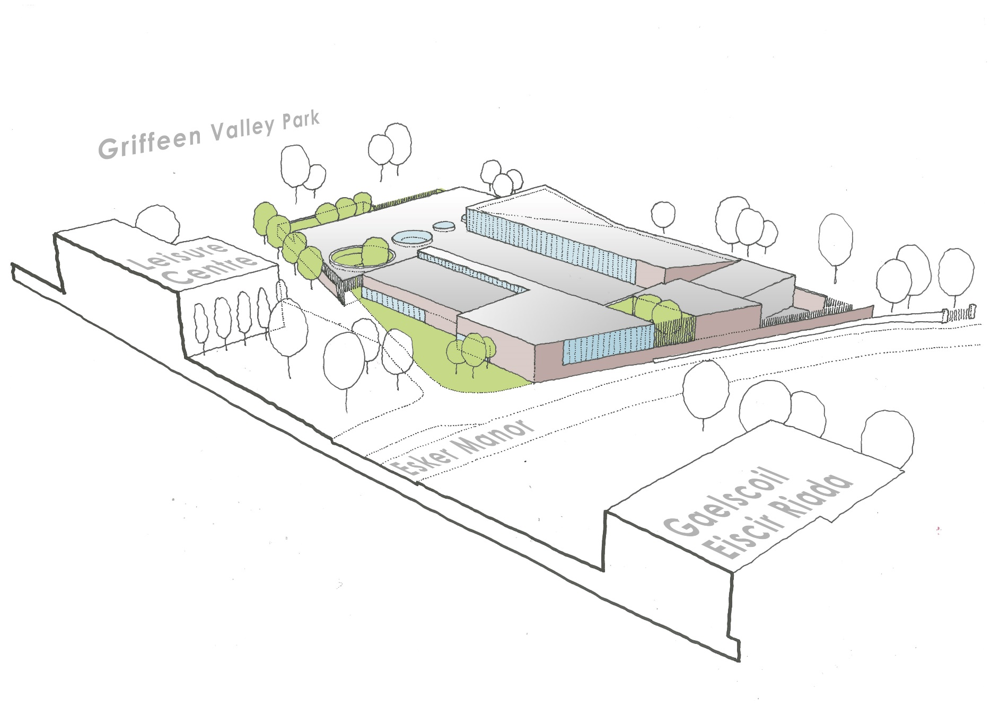 Griffeen Valley Park
Leisure
Centre
Esker Manor
Gaelscoil
Eiscir Riada